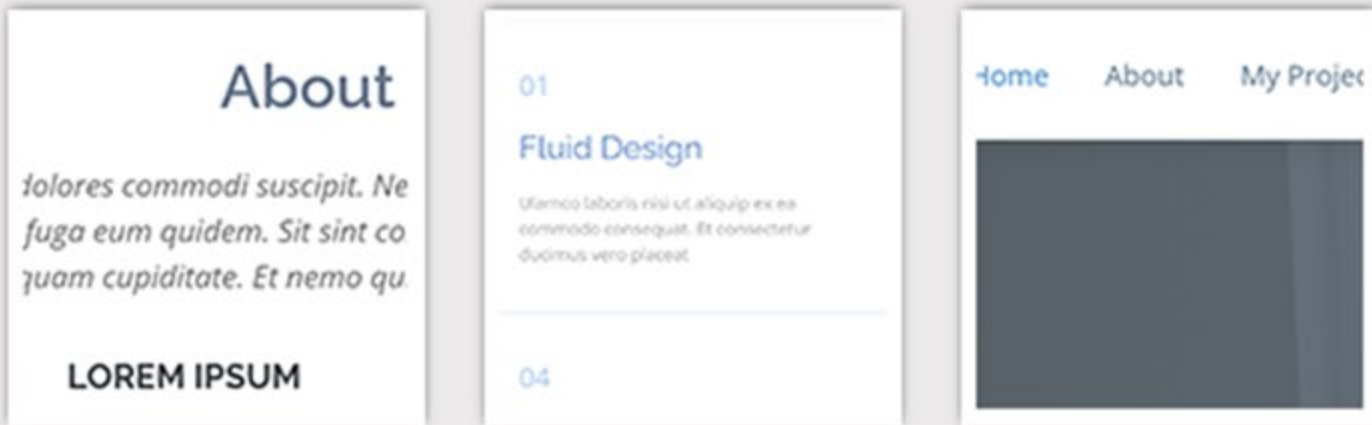 About
dolores commodi suscipit. Ne
fuga eum quidem. Sit sint co
quam cupiditate. Et nemo qu
LOREM IPSUM
01
Fluid Design
Ulamco laboris nisi ut aliquip ex ea
commodo consequat. Et consectetur
ducimus vero placeat
04
Home About My Projec